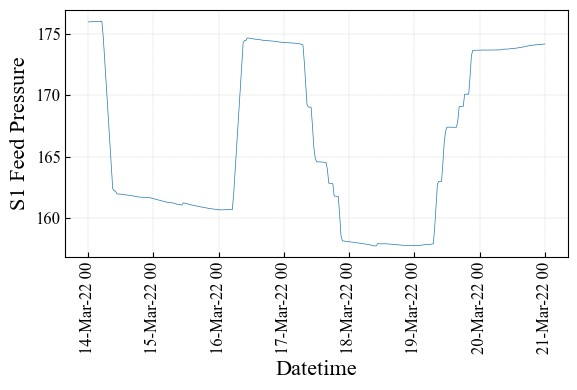 S1 Feed Pressure
175
170
165
160
14-Mar-22 00
15-Mar-22 00
16-Mar-22 00
17-Mar-22 00
18-Mar-22 00
19-Mar-22 00
20-Mar-22 00
21-Mar-22 00
Datetime